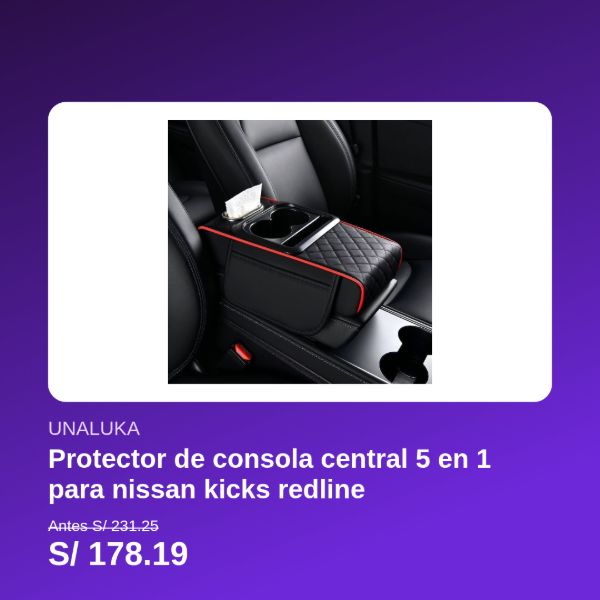 UNALUKA
Protector de consola central 5 en 1
para nissan kicks redline
Antes S/ 231.25
S/ 178.19